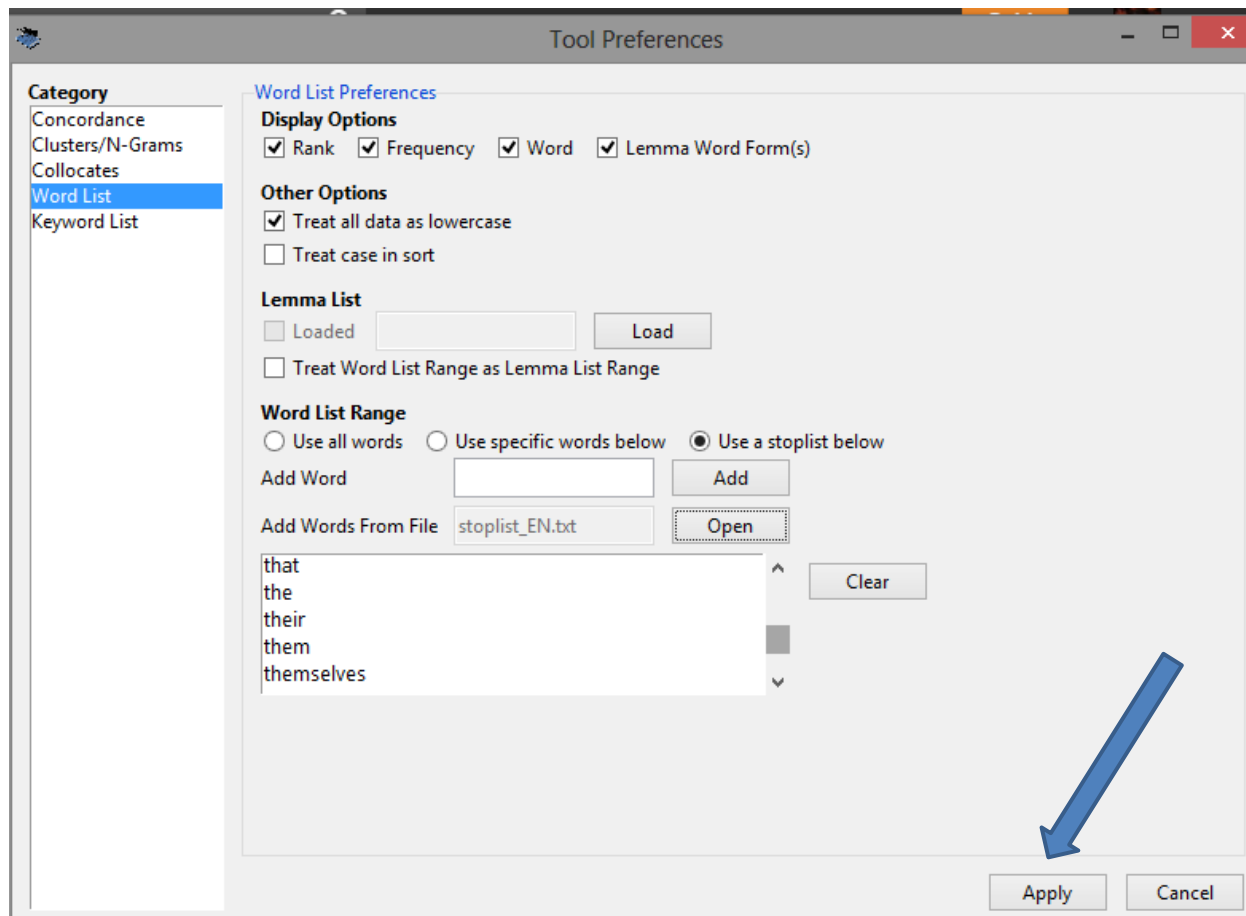 Tool Preferences
Category
Concordance
Clusters/N-Grams
Collocates
Word List
Keyword List
Word List Preferences
Display Options
Rank Frequency Word Lemma Word Form(s)
Other Options
Treat all data as lowercase
Treat case in sort
Lemma List
Loaded Load
Treat Word List Range as Lemma List Range
Word List Range
Use all words Use specific words below Use a stoplist below
Add Word Add
Add Words From File stoplist_EN.txt Open
that
the
their
them
themselves
Clear
Apply Cancel